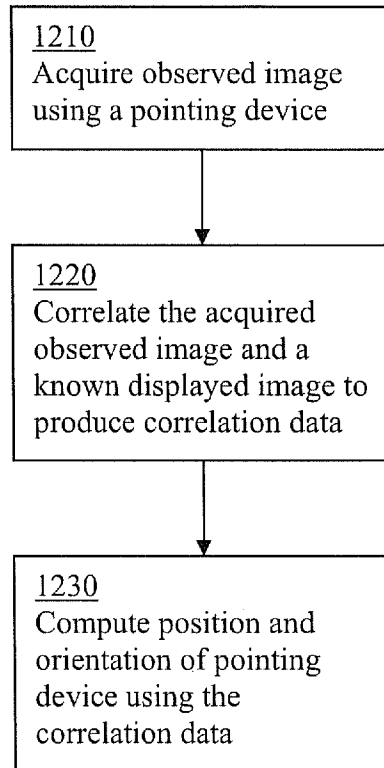 1210
Acquire observed image
using a pointing device
1220
Correlate the acquired
observed image and a
known displayed image to
produce correlation data
1230
Compute position and
orientation of pointing
device using the
correlation data